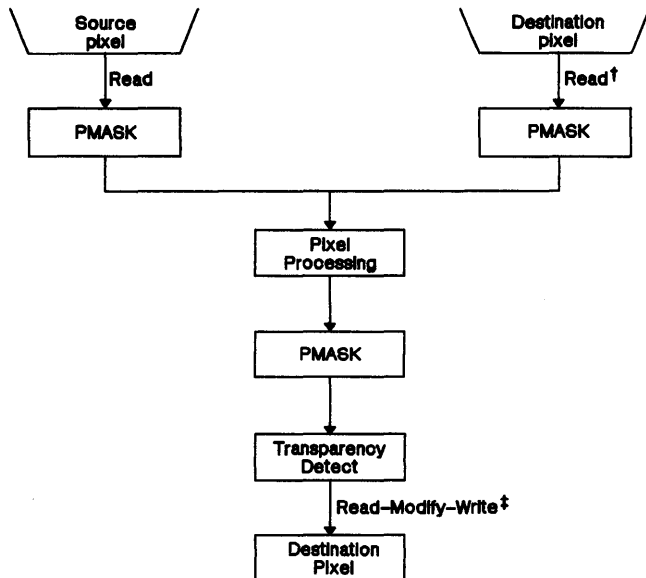 Source
pixel
Destination
pixel
Read
Read†
PMASK
PMASK
Pixel
Processing
PMASK
Transparency
Detect
Read-Modify-Write‡
Destination
Pixel